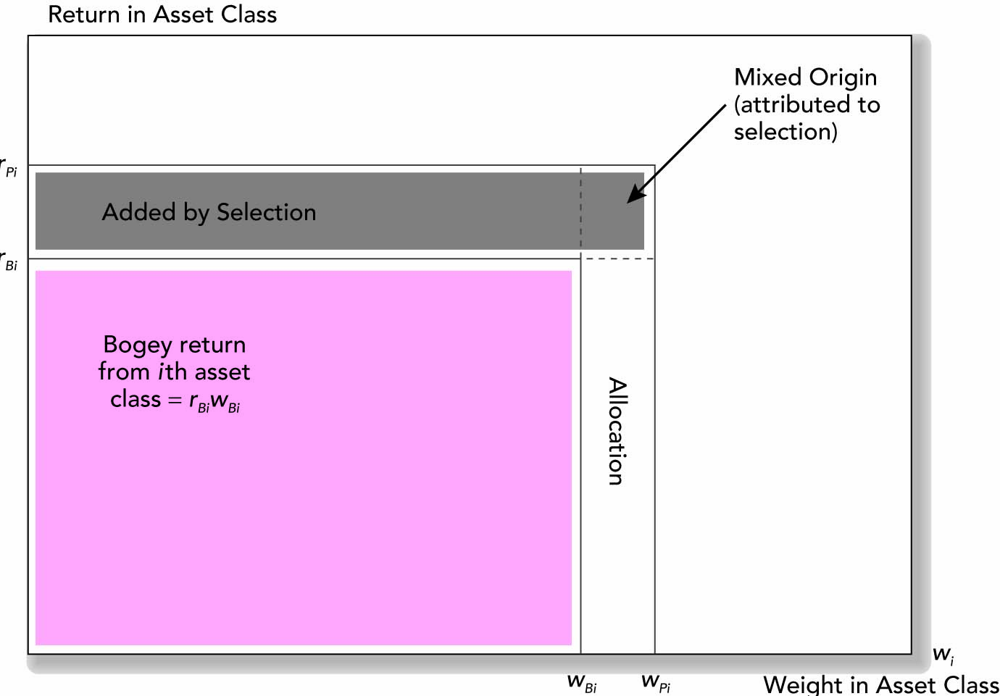 Return in Asset Class
Mixed Origin
(attributed to
selection)
rPi
Added by Selection
rBi
Bogey return
from ith asset
class = rBiwBi
Allocation
wi
wBi wPi Weight in Asset Class